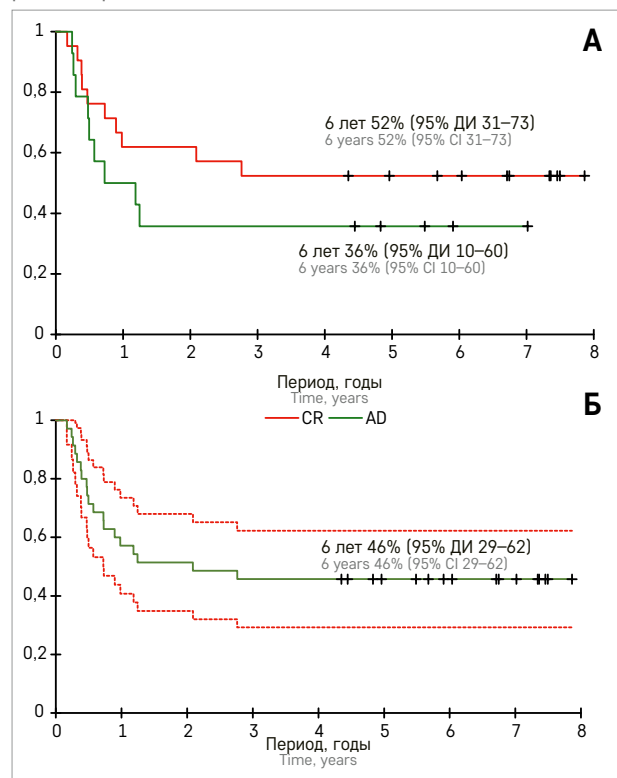 А
1
0,8
0,6
0,4
0,2
0
6 лет 52% (95% ДИ 31–73)
6 years 52% (95% CI 31–73)
6 лет 36% (95% ДИ 10–60)
6 years 36% (95% CI 10–60)
0 1 2 3 4 5 6 7 8
Период, годы
Time, years
CR AD
Б
1
0,8
0,6
0,4
0,2
0
6 лет 46% (95% ДИ 29–62)
6 years 46% (95% CI 29–62)
0 1 2 3 4 5 6 7 8
Период, годы
Time, years